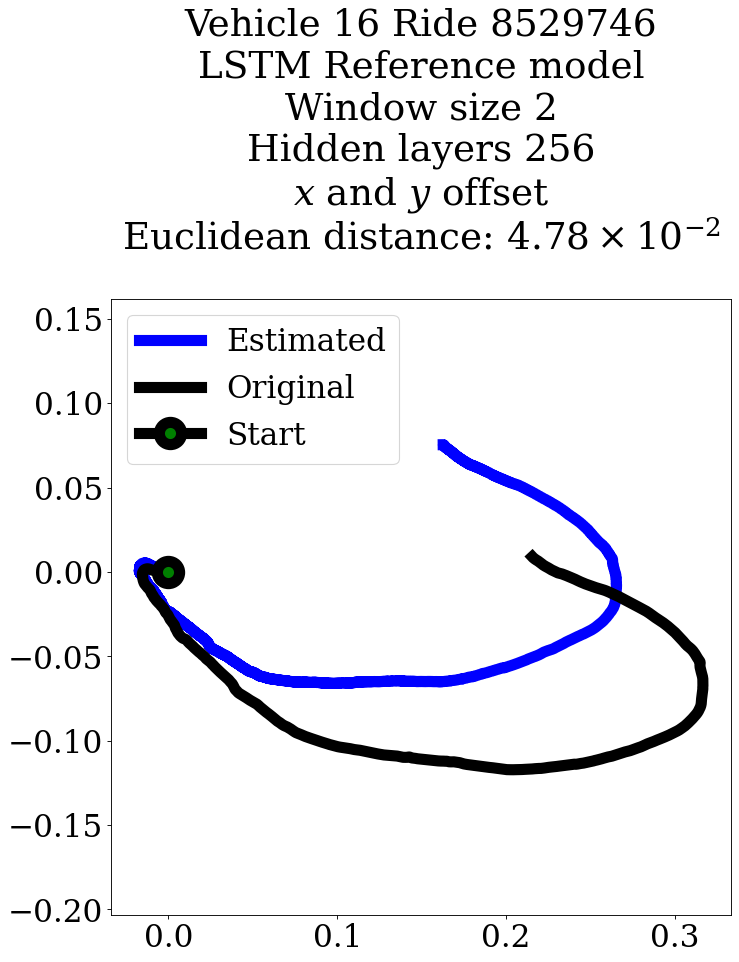 Vehicle 16 Ride 8529746
LSTM Reference model
Window size 2
Hidden layers 256
x and y offset
Euclidean distance: 4.78 × 10⁻²
Estimated
Original
Start
0.15
0.10
0.05
0.00
−0.05
−0.10
−0.15
−0.20
0.0 0.1 0.2 0.3